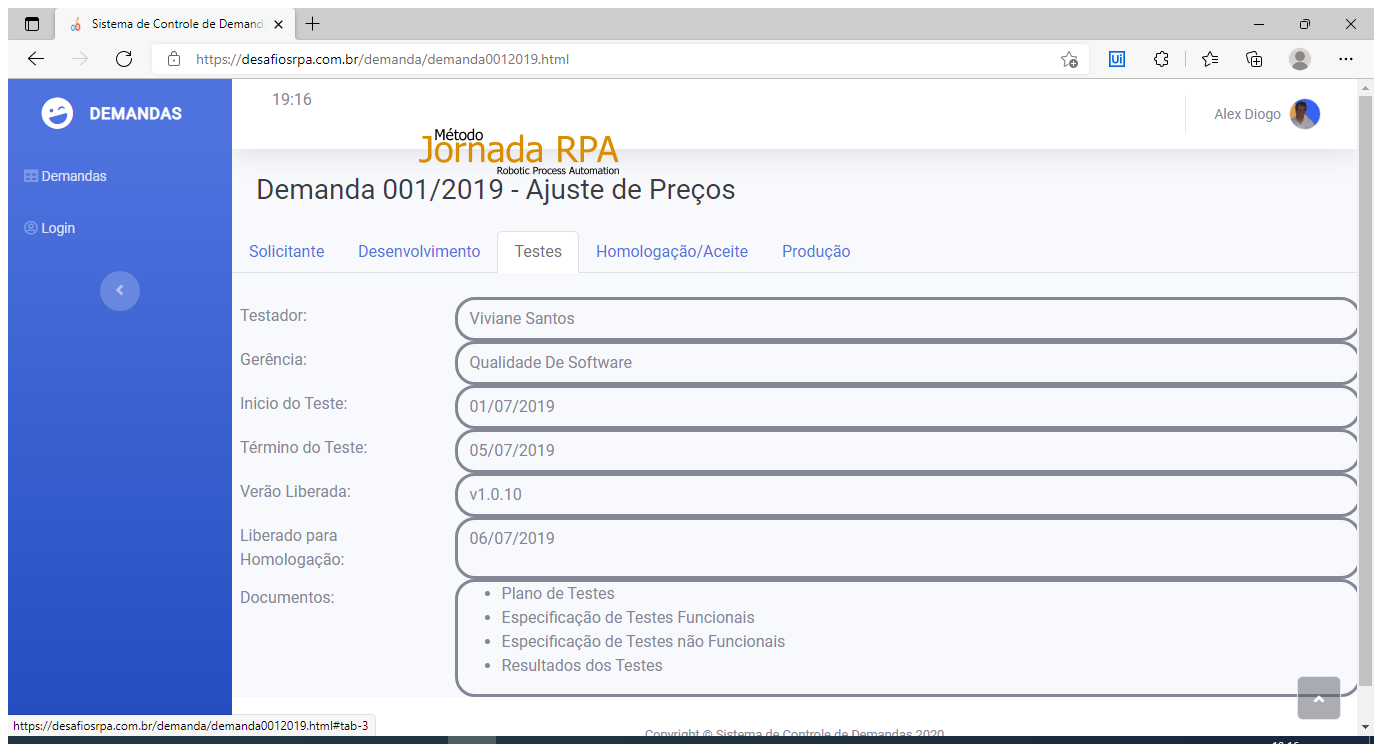 Sistema de Controle de Demand
https://desafiosrpa.com.br/demanda/demanda0012019.html
Ui
DEMANDAS
19:16
Alex Diogo
Método
Jornada RPA
Robotic Process Automation
Demandas
Login
Demanda 001/2019 - Ajuste de Preços
Solicitante Desenvolvimento Testes Homologação/Aceite Produção
Testador: Viviane Santos
Gerência: Qualidade De Software
Inicio do Teste: 01/07/2019
Término do Teste: 05/07/2019
Verão Liberada: v1.0.10
Liberado para Homologação: 06/07/2019
Documentos:
• Plano de Testes
• Especificação de Testes Funcionais
• Especificação de Testes não Funcionais
• Resultados dos Testes
https://desafiosrpa.com.br/demanda/demanda0012019.html#tab-3
Copyright © Sistema de Controle de Demandas 2020